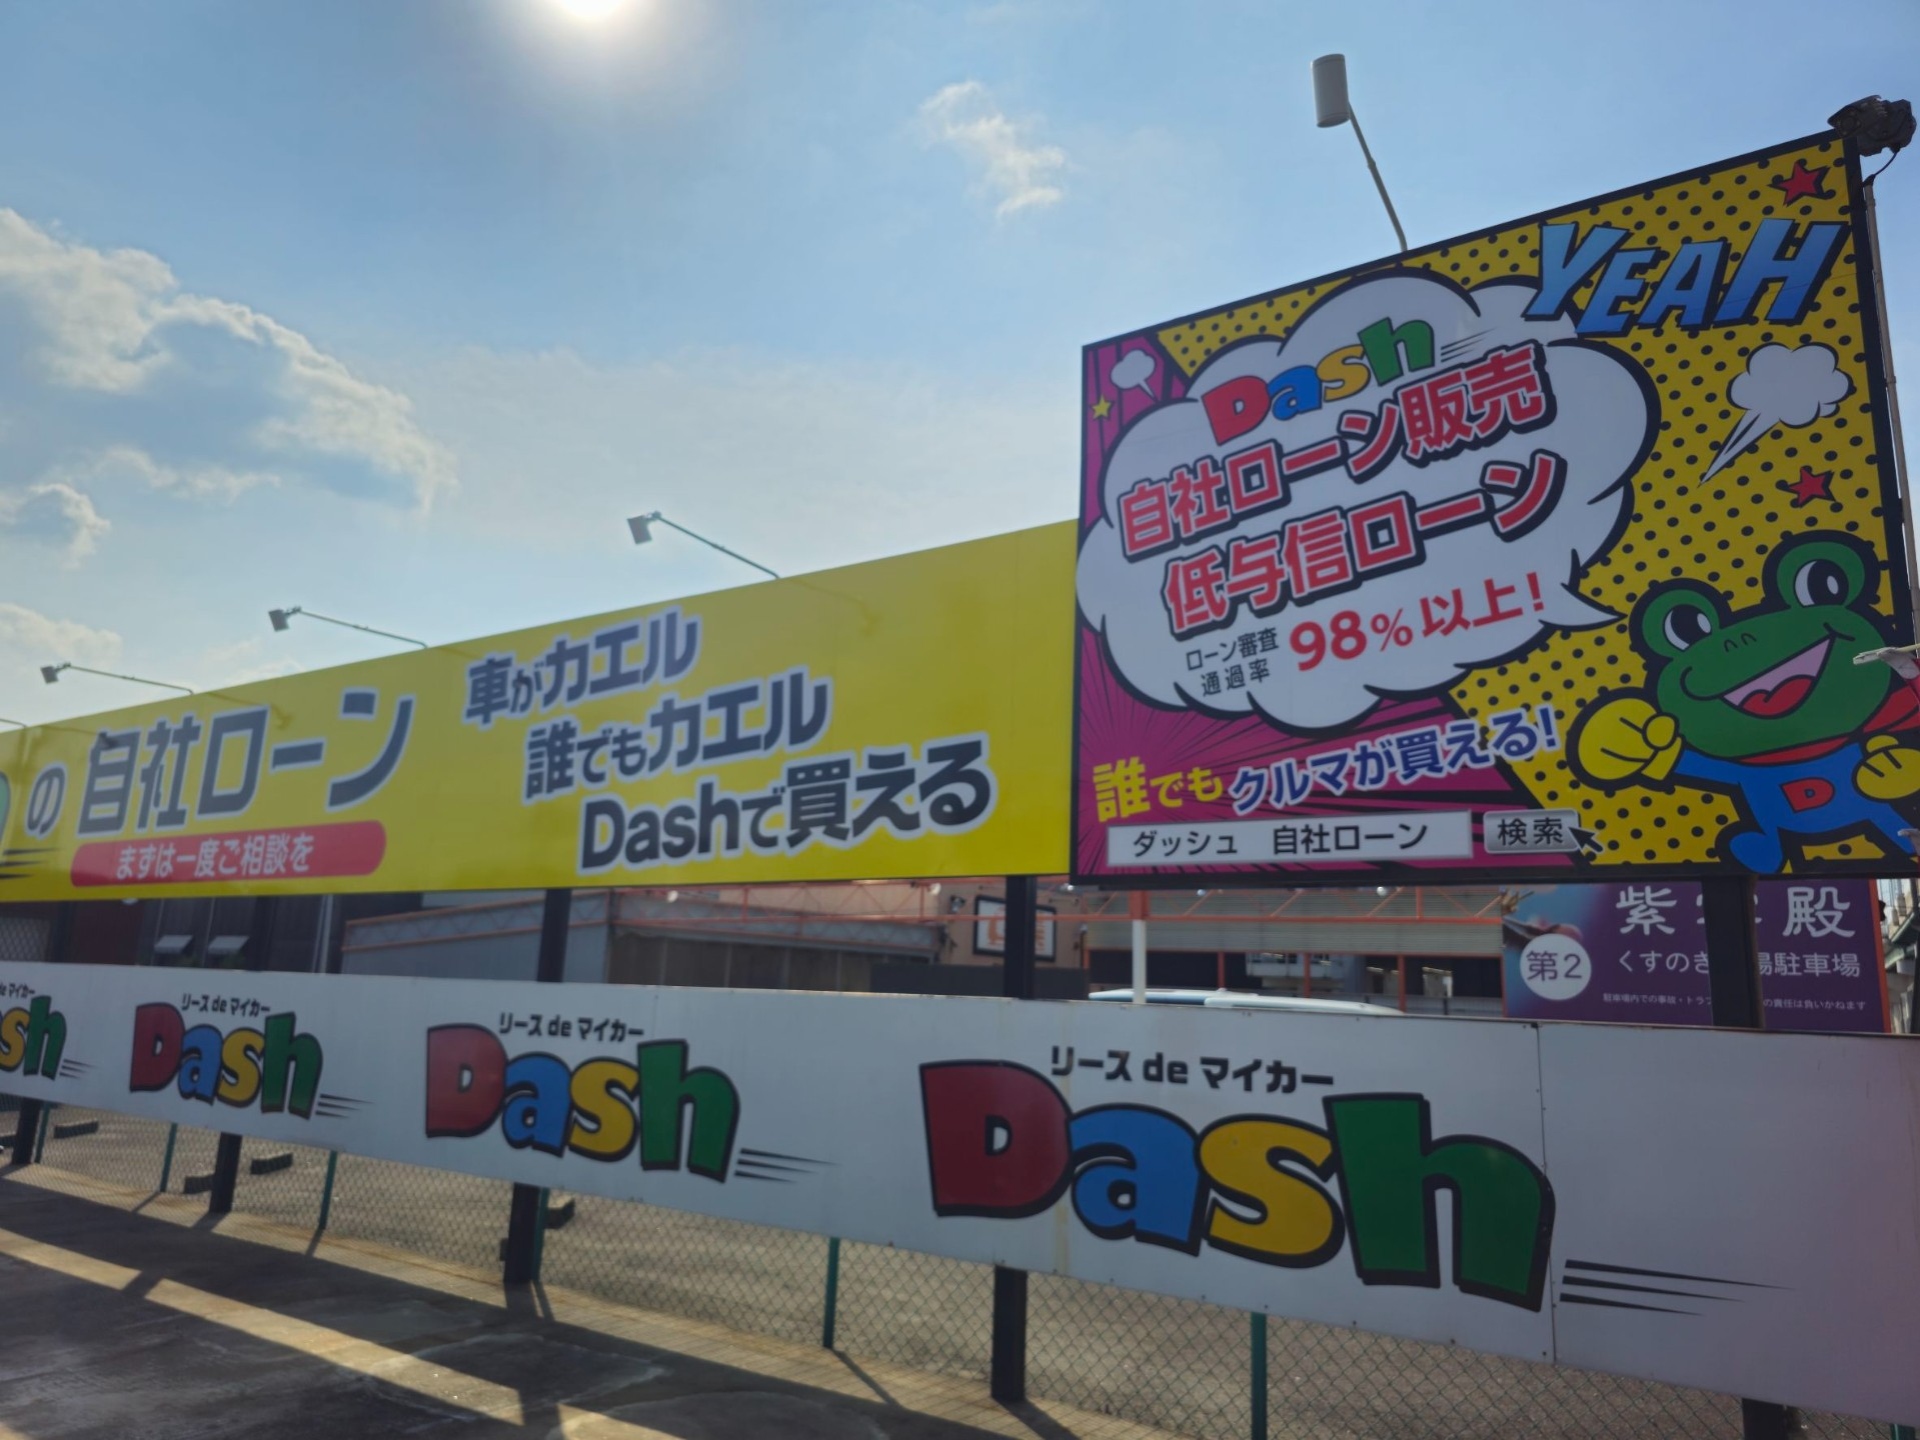 の自社ローン
まずは一度ご相談を
車がカエル
誰でもカエル
Dashで買える
YEAH
Dash
自社ローン販売
低与信ローン
ローン審査
通過率
98%以上!
誰でもクルマが買える!
ダッシュ 自社ローン 検索
D
殿
第2
くすのき
駐車場
リース de マイカー
Dash
リース de マイカー
Dash
リース de マイカー
Dash